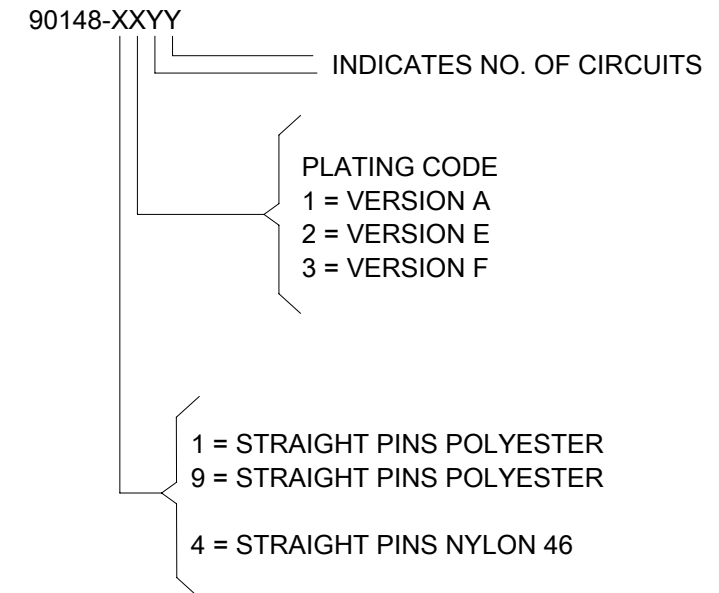 90148-XXYY
INDICATES NO. OF CIRCUITS
PLATING CODE
1 = VERSION A
2 = VERSION E
3 = VERSION F
1 = STRAIGHT PINS POLYESTER
9 = STRAIGHT PINS POLYESTER
4 = STRAIGHT PINS NYLON 46